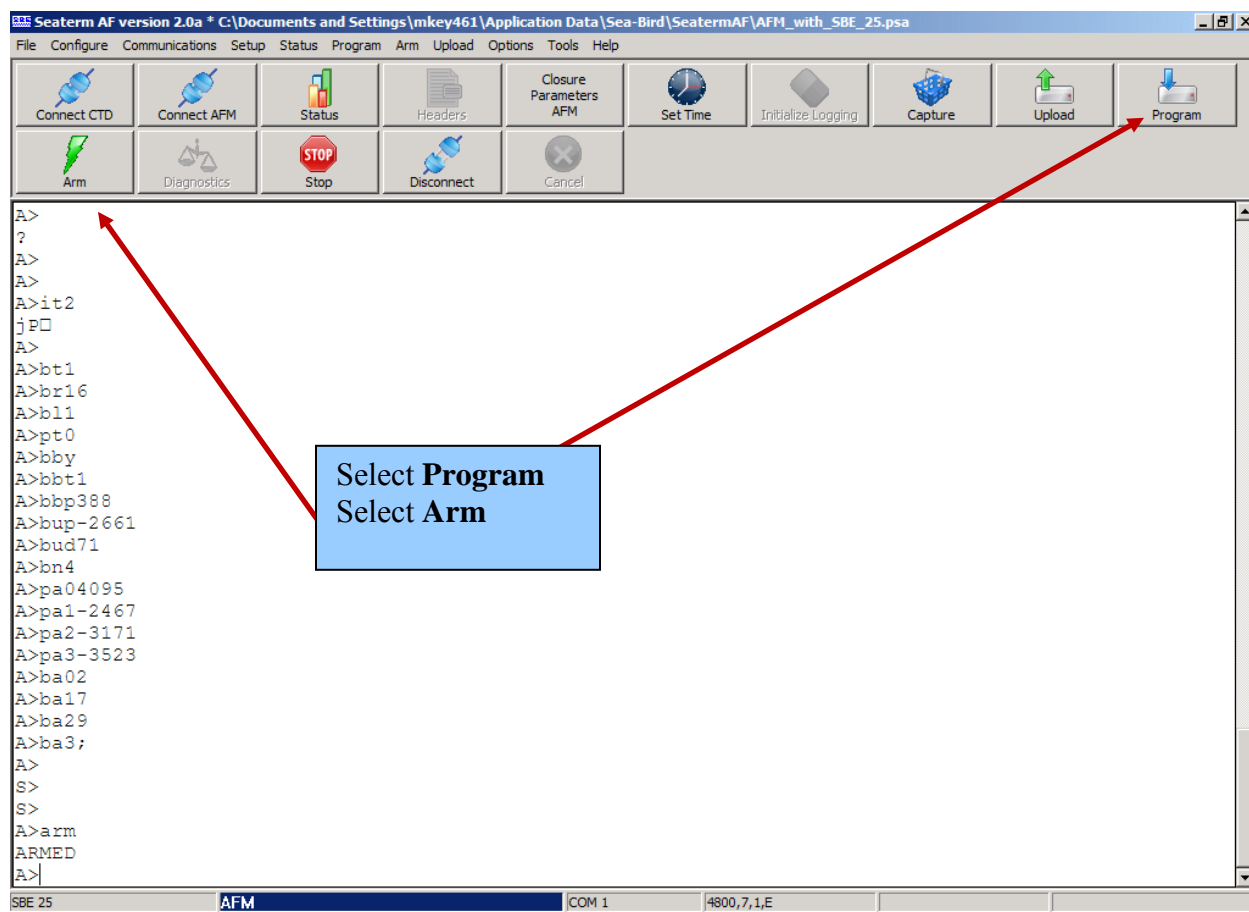 SBE Seaterm AF version 2.0a * C:\Documents and Settings\mkey461\Application Data\Sea-Bird\SeatermAF\AFM_with_SBE_25.psa
File Configure Communications Setup Status Program Arm Upload Options Tools Help
Connect CTD
Connect AFM
Status
Headers
Closure
Parameters
AFM
Set Time
Initialize Logging
Capture
Upload
Program
Arm
Diagnostics
STOP
Stop
Disconnect
Cancel
A>
?
A>
A>
A>it2
jP□
A>
A>bt1
A>br16
A>bl1
A>pt0
A>bby
A>bbt1
A>bbp388
A>bup-2661
A>bud71
A>bn4
A>pa04095
A>pa1-2467
A>pa2-3171
A>pa3-3523
A>ba02
A>ba17
A>ba29
A>ba3;
A>
S>
S>
A>arm
ARMED
A>
Select Program
Select Arm
SBE 25 AFM COM 1 4800,7,1,E